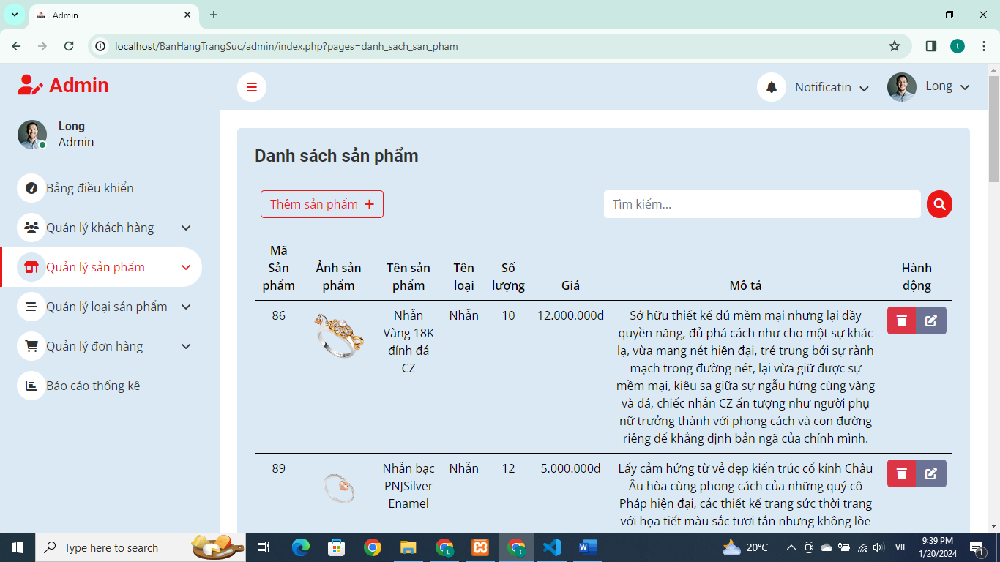 Admin
localhost/BanHangTrangSuc/admin/index.php?pages=danh_sach_san_pham
t
Admin
Notificatin
Long
Long
Admin
Bảng điều khiển
Quản lý khách hàng
Quản lý sản phẩm
Quản lý loại sản phẩm
Quản lý đơn hàng
Báo cáo thống kê
Danh sách sản phẩm
Thêm sản phẩm +
Tìm kiếm...
Mã
Sản
phẩm
Ảnh sản
phẩm
Tên sản
phẩm
Tên
loại
Số
lượng
Giá
Mô tả
Hành
động
86
Nhẫn
Vàng 18K
đính đá
CZ
Nhẫn
10
12.000.000đ
Sở hữu thiết kế đủ mềm mại nhưng lại đầy
quyền năng, đủ phá cách như cho một sự khác
lạ, vừa mang nét hiện đại, trẻ trung bởi sự rành
mạch trong đường nét, lại vừa giữ được sự
mềm mại, kiêu sa giữa sự ngẫu hứng cùng vàng
và đá, chiếc nhẫn CZ ấn tượng như người phụ
nữ trưởng thành với phong cách và con đường
riêng để khẳng định bản ngã của chính mình.
89
Nhẫn bạc
PNJSilver
Enamel
Nhẫn
12
5.000.000đ
Lấy cảm hứng từ vẻ đẹp kiến trúc cổ kính Châu
Âu hòa cùng phong cách của những quý cô
Pháp hiện đại, các thiết kế trang sức thời trang
với họa tiết màu sắc tươi tắn nhưng không lòe
Type here to search
20°C
VIE
9:39 PM
1/20/2024
1